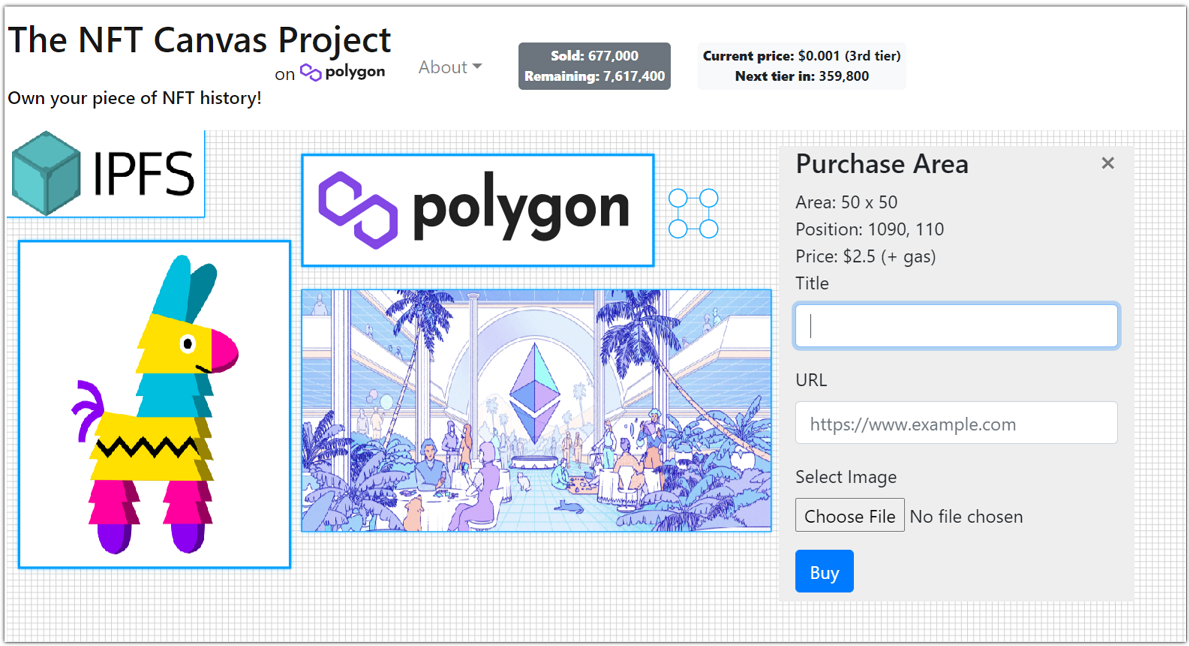 The NFT Canvas Project
on polygon
About
Sold: 677,000
Remaining: 7,617,400
Current price: $0.001 (3rd tier)
Next tier in: 359,800
Own your piece of NFT history!
IPFS
polygon
Purchase Area
×
Area: 50 x 50
Position: 1090, 110
Price: $2.5 (+ gas)
Title
URL
https://www.example.com
Select Image
Choose File No file chosen
Buy